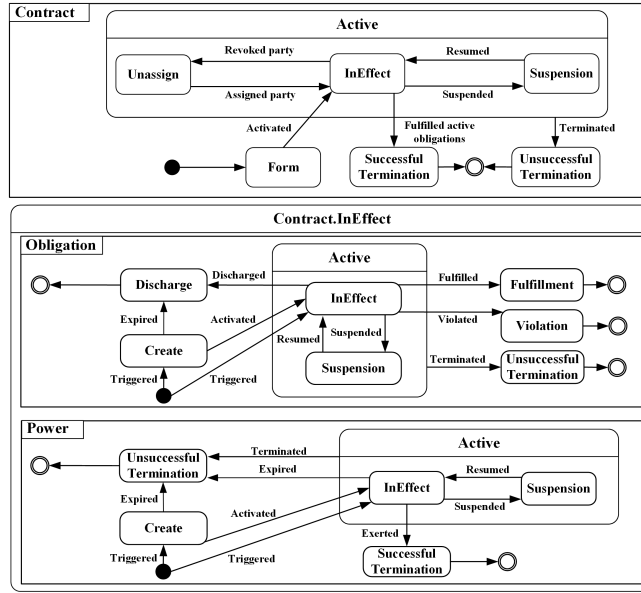 Contract
Active
Revoked party
Resumed
Unassign
InEffect
Suspension
Assigned party
Suspended
Activated
Fulfilled active
obligations
Terminated
Form
Successful
Termination
Unsuccessful
Termination
Contract.InEffect
Obligation
Active
Discharged
Fulfilled
Discharge
InEffect
Fulfillment
Expired
Activated
Suspended
Violated
Violation
Resumed
Create
Suspension
Terminated
Unsuccessful
Termination
Triggered
Triggered
Power
Active
Unsuccessful
Termination
Terminated
Expired
Resumed
InEffect
Suspension
Expired
Activated
Suspended
Create
Exerted
Triggered
Triggered
Successful
Termination